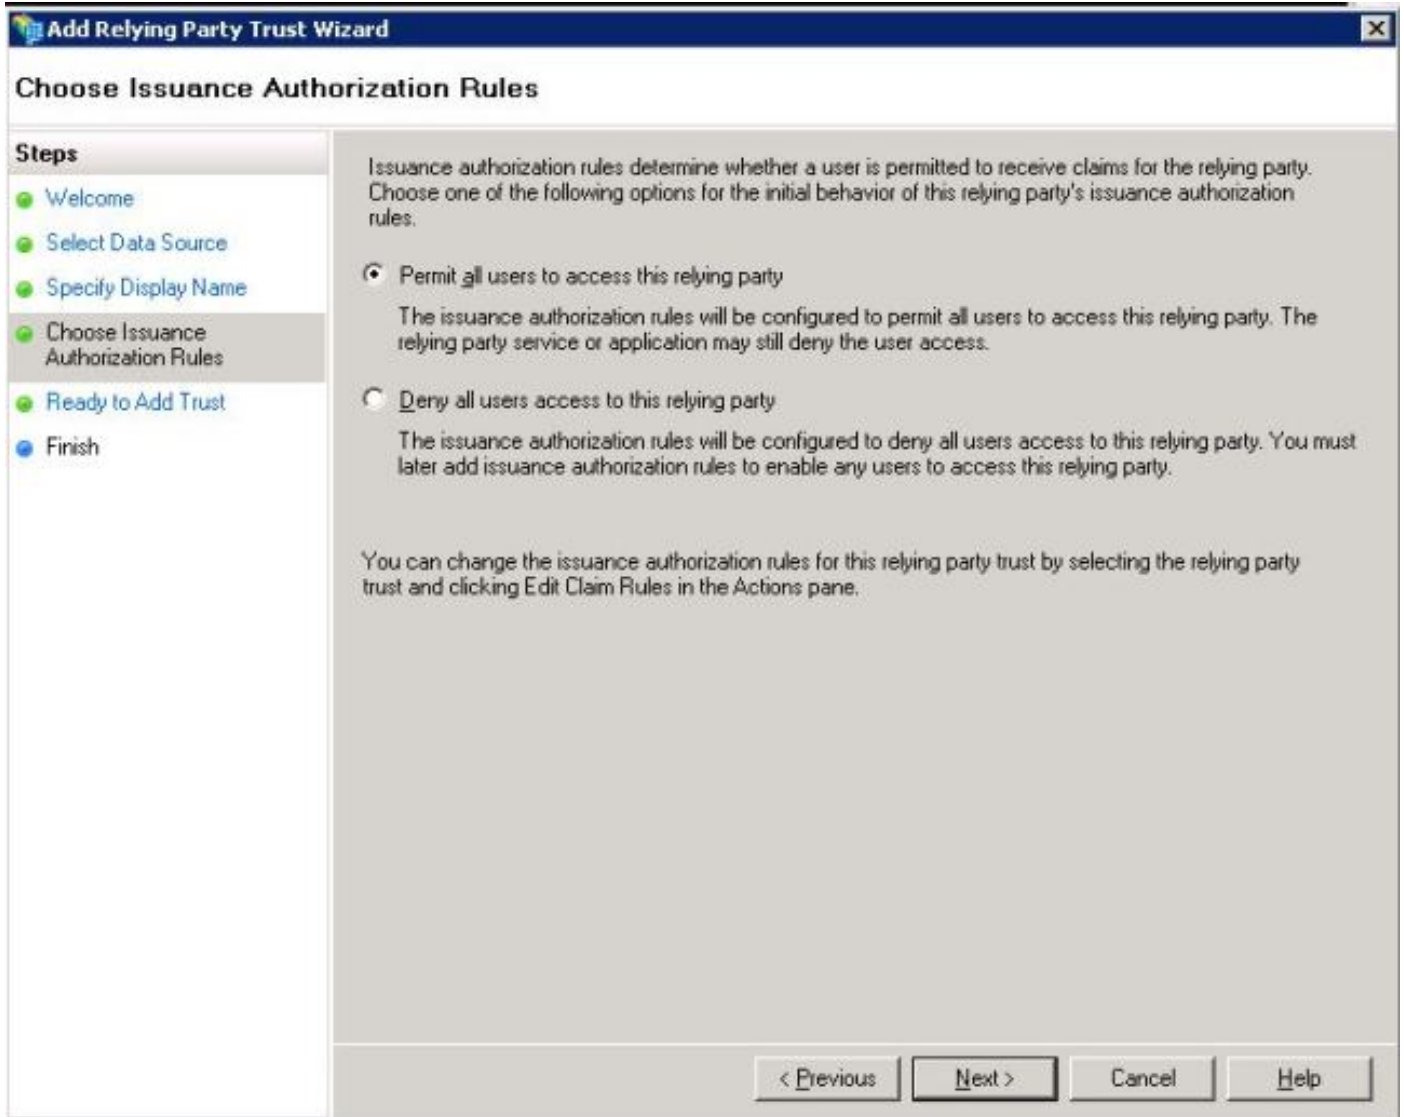 Add Relying Party Trust Wizard
Choose Issuance Authorization Rules
Steps
Welcome
Select Data Source
Specify Display Name
Choose Issuance
Authorization Rules
Ready to Add Trust
Finish
Issuance authorization rules determine whether a user is permitted to receive claims for the relying party.
Choose one of the following options for the initial behavior of this relying party's issuance authorization
rules.
Permit all users to access this relying party
The issuance authorization rules will be configured to permit all users to access this relying party. The
relying party service or application may still deny the user access.
Deny all users access to this relying party
The issuance authorization rules will be configured to deny all users access to this relying party. You must
later add issuance authorization rules to enable any users to access this relying party.
You can change the issuance authorization rules for this relying party trust by selecting the relying party
trust and clicking Edit Claim Rules in the Actions pane.
< Previous
Next >
Cancel
Help